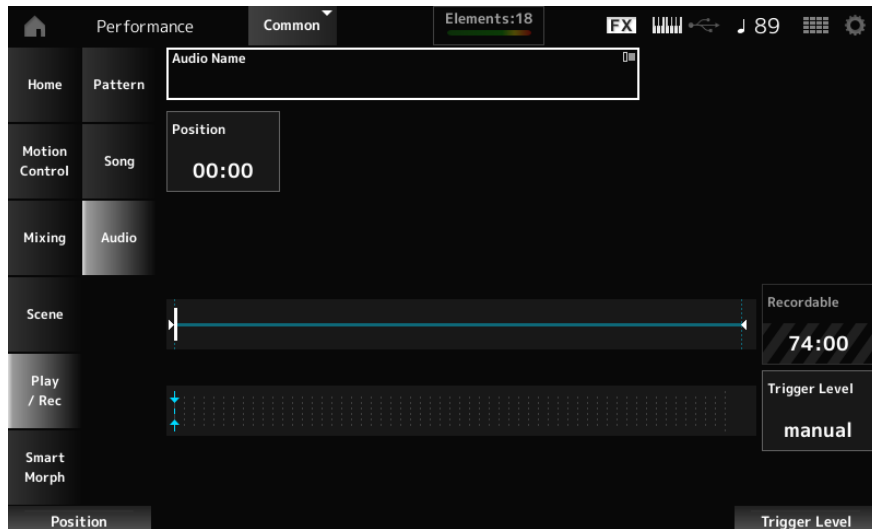 Performance
Common
Elements:18
FX
89
Home
Pattern
Audio Name
Position
00:00
Motion
Control
Song
Mixing
Audio
Scene
Recordable
74:00
Play
/ Rec
Trigger Level
manual
Smart
Morph
Position
Trigger Level